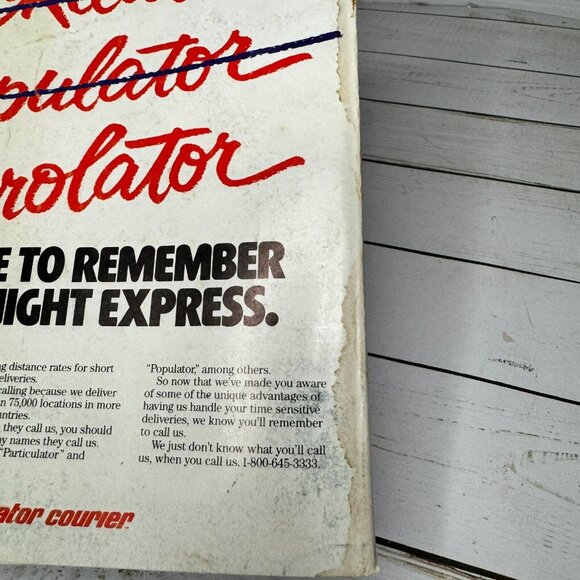 pulator
rolator
E TO REMEMBER
NIGHT EXPRESS.
g distance rates for short
eliveries.
calling because we deliver
n 75,000 locations in more
untries.
they call us, you should
y names they call us.
"Particulator" and
"Populator," among others.
So now that we've made you aware
of some of the unique advantages of
having us handle your time sensitive
deliveries, we know you'll remember
to call us.
We just don't know what you'll call
us, when you call us. 1-800-645-3333.
ator courier